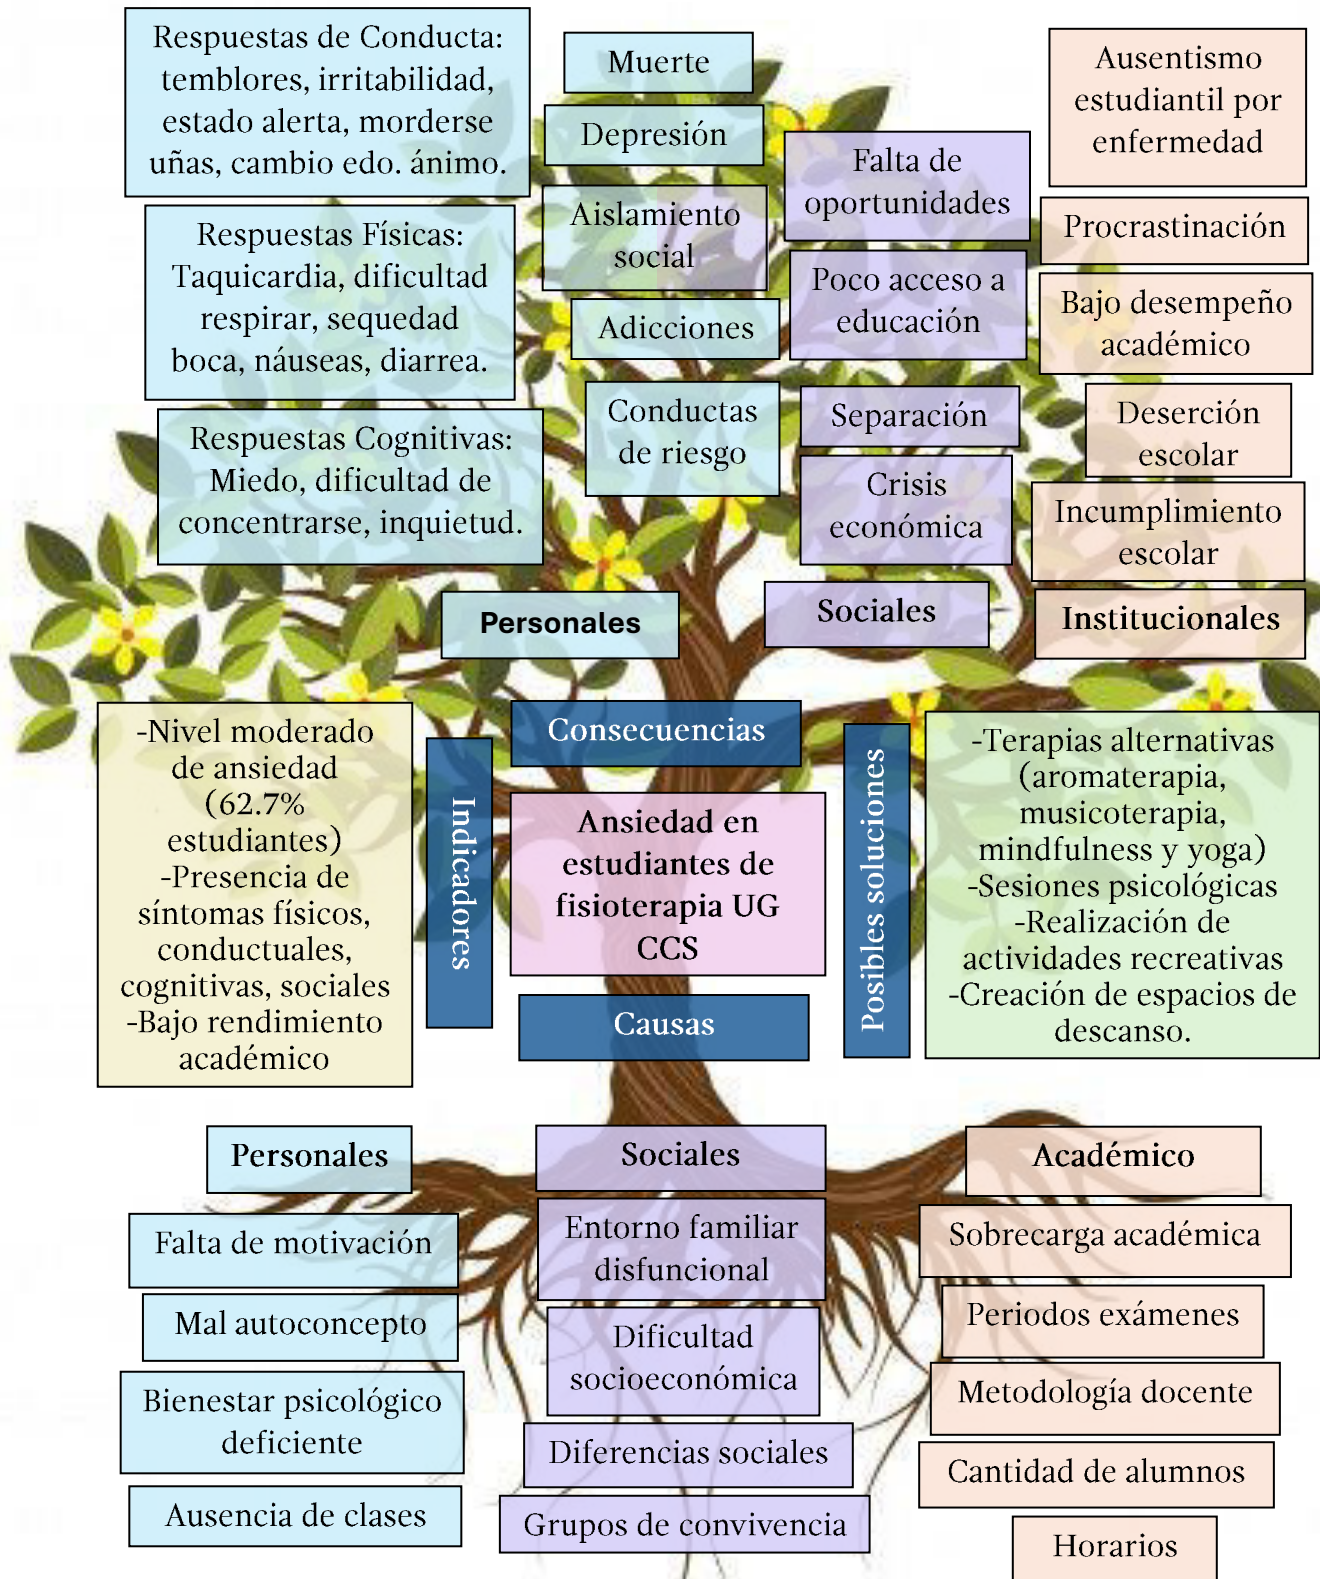 Respuestas de Conducta:
temblores, irritabilidad,
estado alerta, morderse
uñas, cambio edo. ánimo.
Respuestas Físicas:
Taquicardia, dificultad
respirar, sequedad
boca, náuseas, diarrea.
Respuestas Cognitivas:
Miedo, dificultad de
concentrarse, inquietud.
Muerte
Depresión
Aislamiento
social
Adicciones
Conductas
de riesgo
Personales
Falta de
oportunidades
Poco acceso a
educación
Separación
Crisis
económica
Sociales
Ausentismo
estudiantil por
enfermedad
Procrastinación
Bajo desempeño
académico
Deserción
escolar
Incumplimiento
escolar
Institucionales
-Nivel moderado
de ansiedad
(62.7%
estudiantes)
-Presencia de
síntomas físicos,
conductuales,
cognitivas, sociales
-Bajo rendimiento
académico
Indicadores
Consecuencias
Ansiedad en
estudiantes de
fisioterapia UG
CCS
Causas
Posibles soluciones
-Terapias alternativas
(aromaterapia,
musicoterapia,
mindfulness y yoga)
-Sesiones psicológicas
-Realización de
actividades recreativas
-Creación de espacios de
descanso.
Personales
Falta de motivación
Mal autoconcepto
Bienestar psicológico
deficiente
Ausencia de clases
Sociales
Entorno familiar
disfuncional
Dificultad
socioeconómica
Diferencias sociales
Grupos de convivencia
Académico
Sobrecarga académica
Periodos exámenes
Metodología docente
Cantidad de alumnos
Horarios